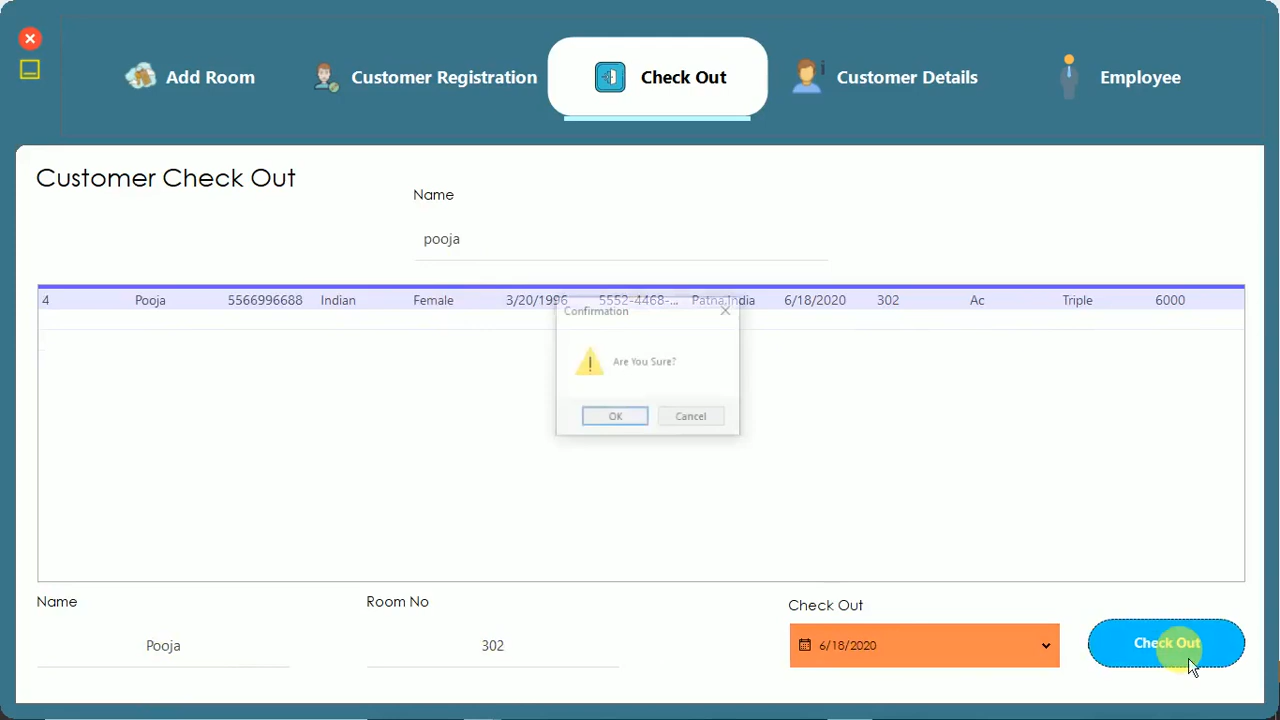 Add Room
Customer Registration
Check Out
Customer Details
Employee
Customer Check Out
Name
pooja
4 Pooja 5566996688 Indian Female 3/20/1996 5552-4468-... Patna,India 6/18/2020 302 Ac Triple 6000
Confirmation
Are You Sure?
OK Cancel
Name
Room No
Check Out
Pooja
302
6/18/2020
Check Out